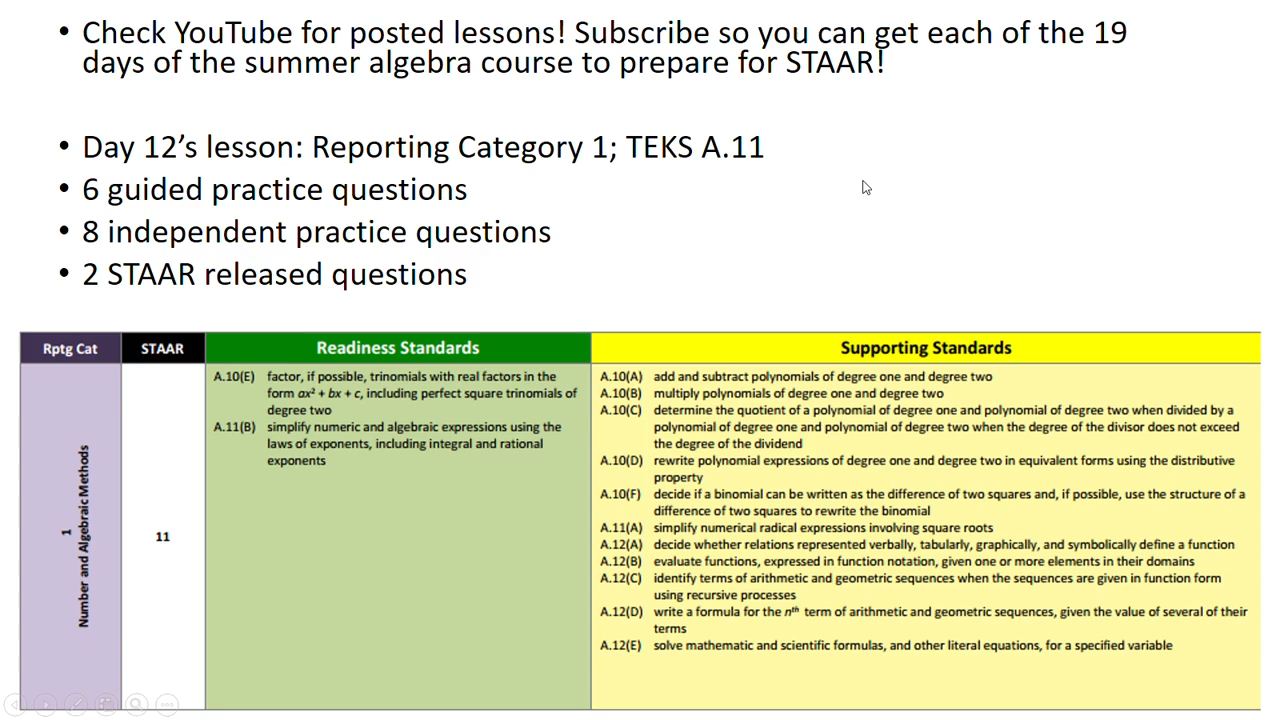 • Check YouTube for posted lessons! Subscribe so you can get each of the 19
days of the summer algebra course to prepare for STAAR!
• Day 12’s lesson: Reporting Category 1; TEKS A.11
• 6 guided practice questions
• 8 independent practice questions
• 2 STAAR released questions
Rptg Cat STAAR Readiness Standards Supporting Standards
1
Number and Algebraic Methods
11
A.10(E) factor, if possible, trinomials with real factors in the
form ax² + bx + c, including perfect square trinomials of
degree two
A.11(B) simplify numeric and algebraic expressions using the
laws of exponents, including integral and rational
exponents
A.10(A) add and subtract polynomials of degree one and degree two
A.10(B) multiply polynomials of degree one and degree two
A.10(C) determine the quotient of a polynomial of degree one and polynomial of degree two when divided by a
polynomial of degree one and polynomial of degree two when the degree of the divisor does not exceed
the degree of the dividend
A.10(D) rewrite polynomial expressions of degree one and degree two in equivalent forms using the distributive
property
A.10(F) decide if a binomial can be written as the difference of two squares and, if possible, use the structure of a
difference of two squares to rewrite the binomial
A.11(A) simplify numerical radical expressions involving square roots
A.12(A) decide whether relations represented verbally, tabularly, graphically, and symbolically define a function
A.12(B) evaluate functions, expressed in function notation, given one or more elements in their domains
A.12(C) identify terms of arithmetic and geometric sequences when the sequences are given in function form
using recursive processes
A.12(D) write a formula for the nᵗʰ term of arithmetic and geometric sequences, given the value of several of their
terms
A.12(E) solve mathematic and scientific formulas, and other literal equations, for a specified variable